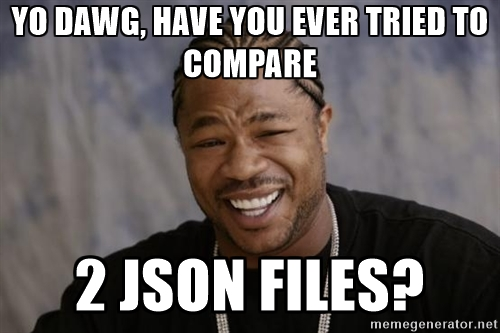 YO DAWG, HAVE YOU EVER TRIED TO
COMPARE
2 JSON FILES?
memegenerator.net